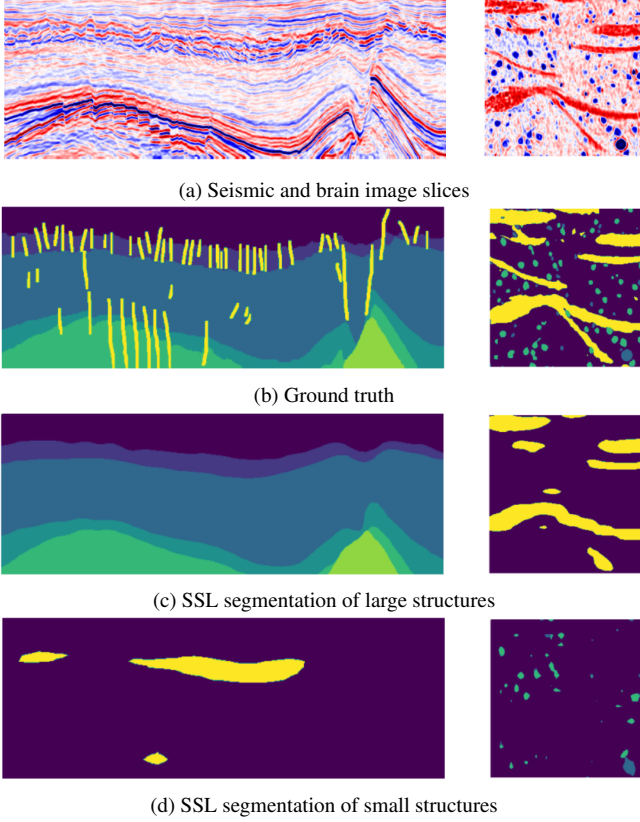 (a) Seismic and brain image slices
(b) Ground truth
(c) SSL segmentation of large structures
(d) SSL segmentation of small structures